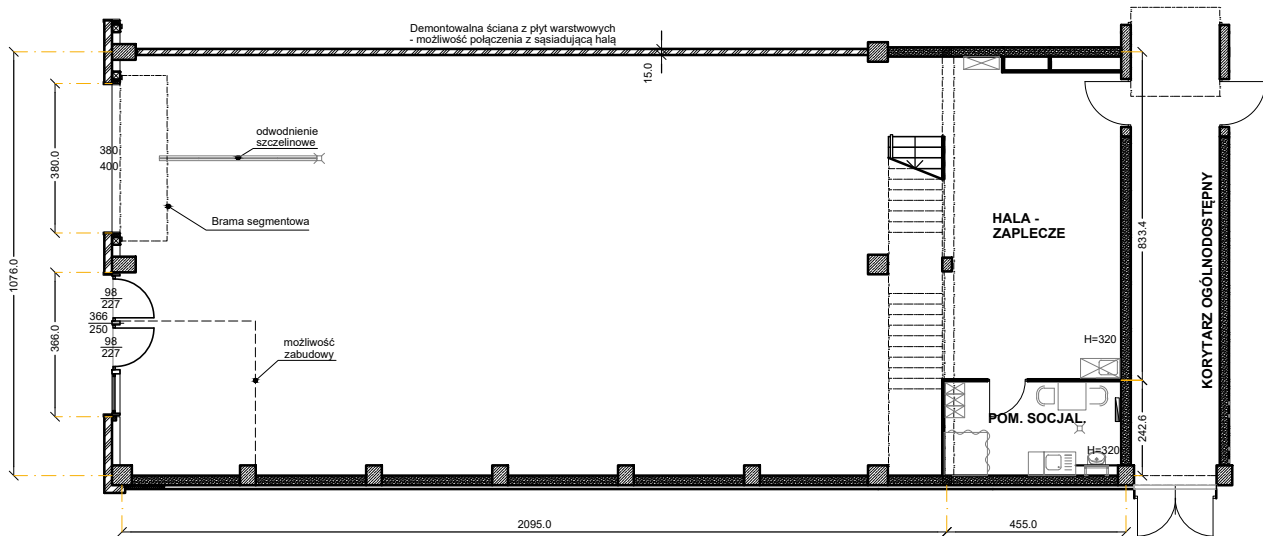 Demontowalna ściana z płyt warstwowych
- możliwość połączenia z sąsiadującą halą
15.0
odwodnienie
szczelinowe
380
400
380.0
Brama segmentowa
1076.0
HALA -
ZAPLECZE
833.4
KORYTARZ OGÓLNODOSTĘPNY
98
227
366
250
98
227
366.0
możliwość
zabudowy
H=320
POM. SOCJAL.
H=320
242.6
2095.0
455.0